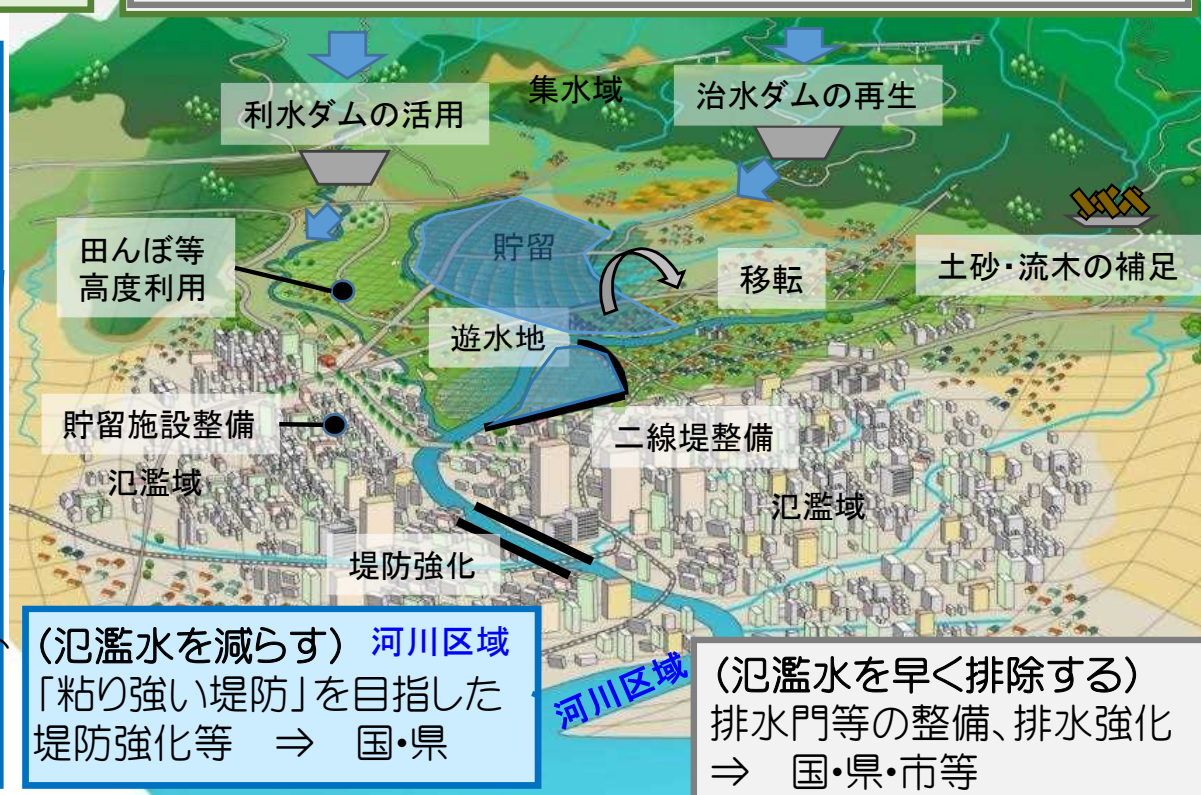 集水域
利水ダムの活用
治水ダムの再生
田んぼ等
高度利用
貯留
移転
土砂・流木の補足
遊水地
貯留施設整備
二線堤整備
氾濫域
氾濫域
堤防強化
(氾濫水を減らす) 河川区域
「粘り強い堤防」を目指した
堤防強化等 ⇒ 国・県
河川区域
(氾濫水を早く排除する)
排水門等の整備、排水強化
⇒ 国・県・市等